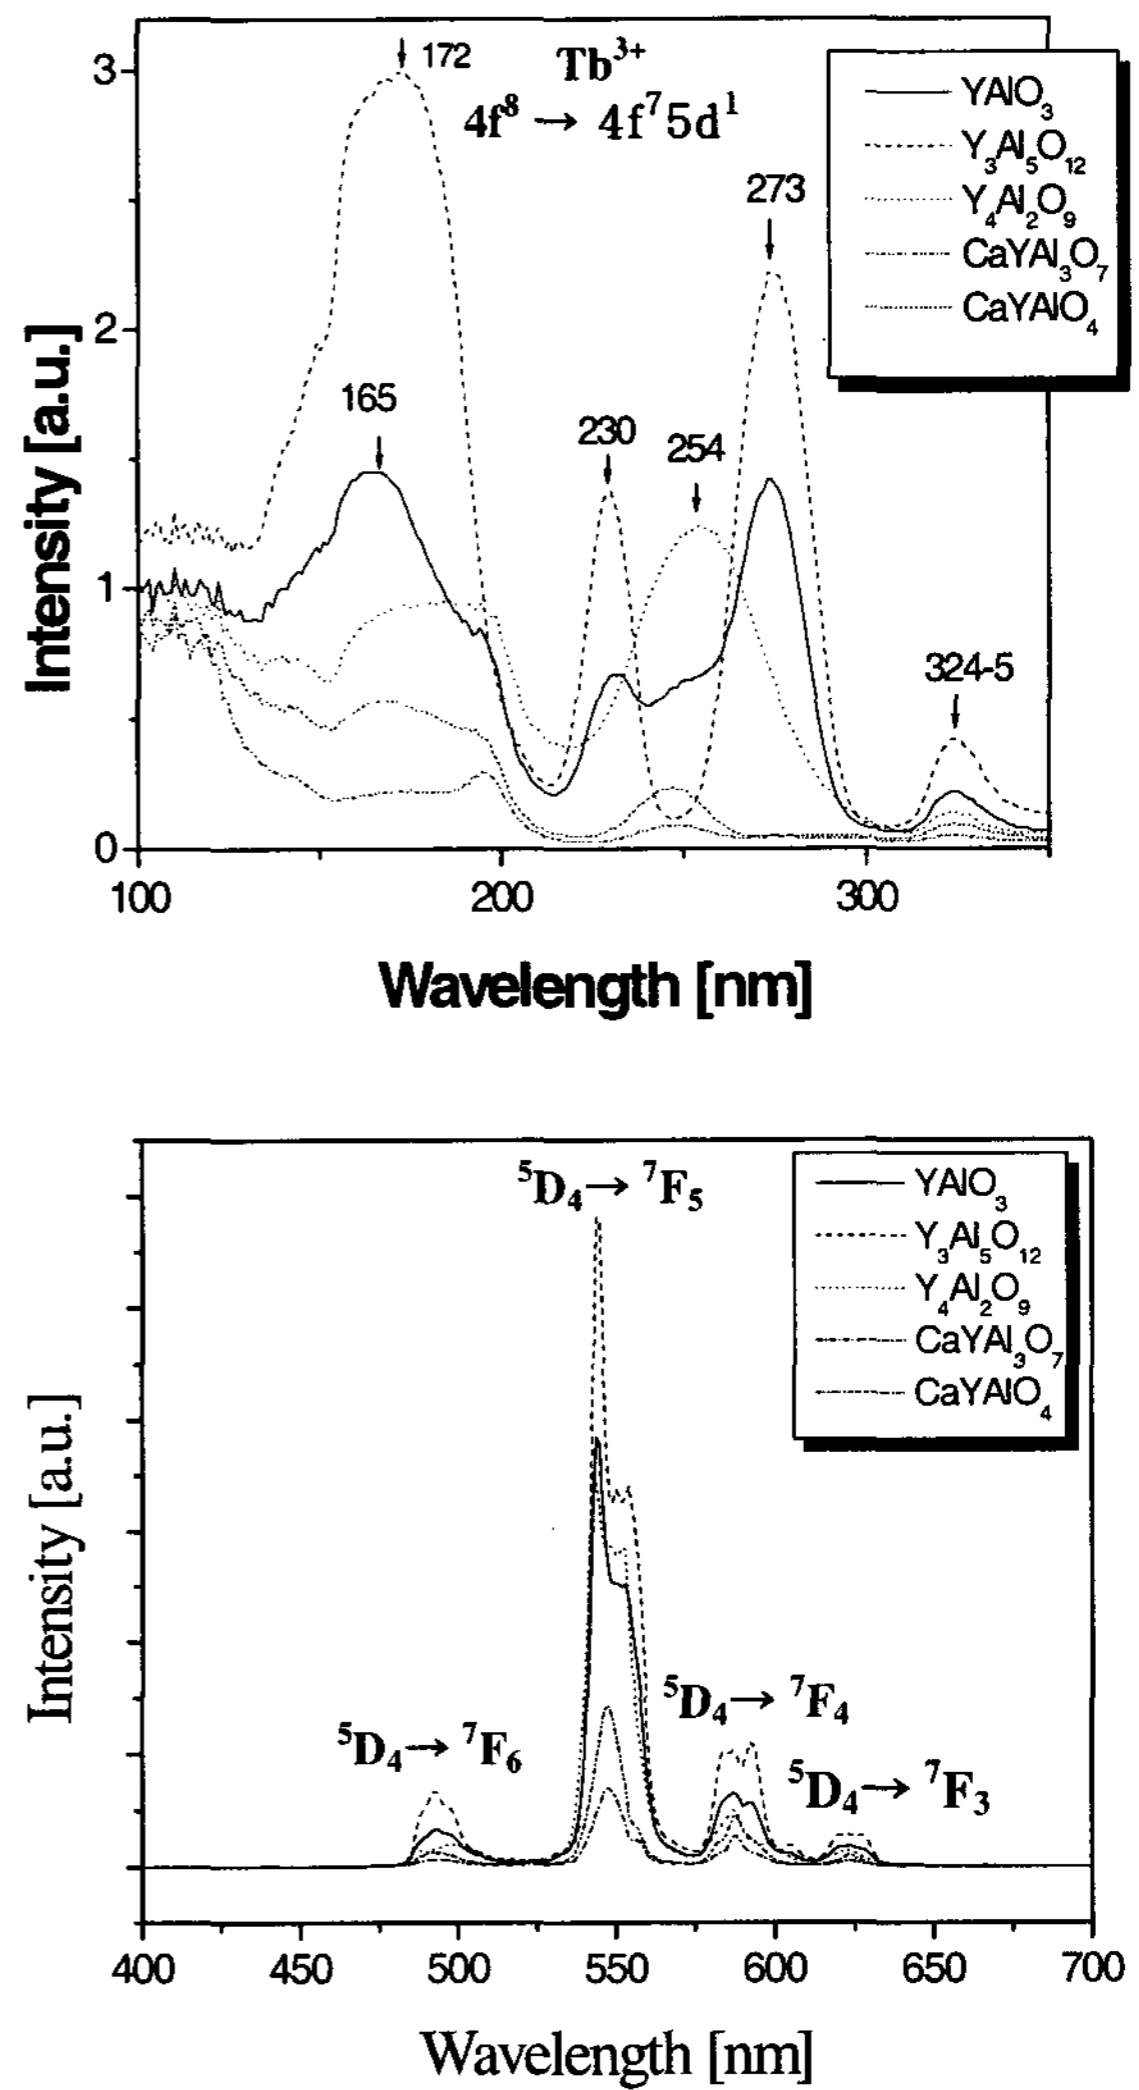 172
Tb³⁺
4f⁸ → 4f⁷5d¹
273
165
230
254
324-5
YAlO₃
Y₃Al₅O₁₂
Y₄Al₂O₉
CaYAl₃O₇
CaYAlO₄
3
2
1
0
Intensity [a.u.]
100 200 300
Wavelength [nm]
⁵D₄→ ⁷F₅
YAlO₃
Y₃Al₅O₁₂
Y₄Al₂O₉
CaYAl₃O₇
CaYAlO₄
⁵D₄→ ⁷F₄
⁵D₄→ ⁷F₆
⁵D₄→ ⁷F₃
Intensity [a.u.]
400 450 500 550 600 650 700
Wavelength [nm]